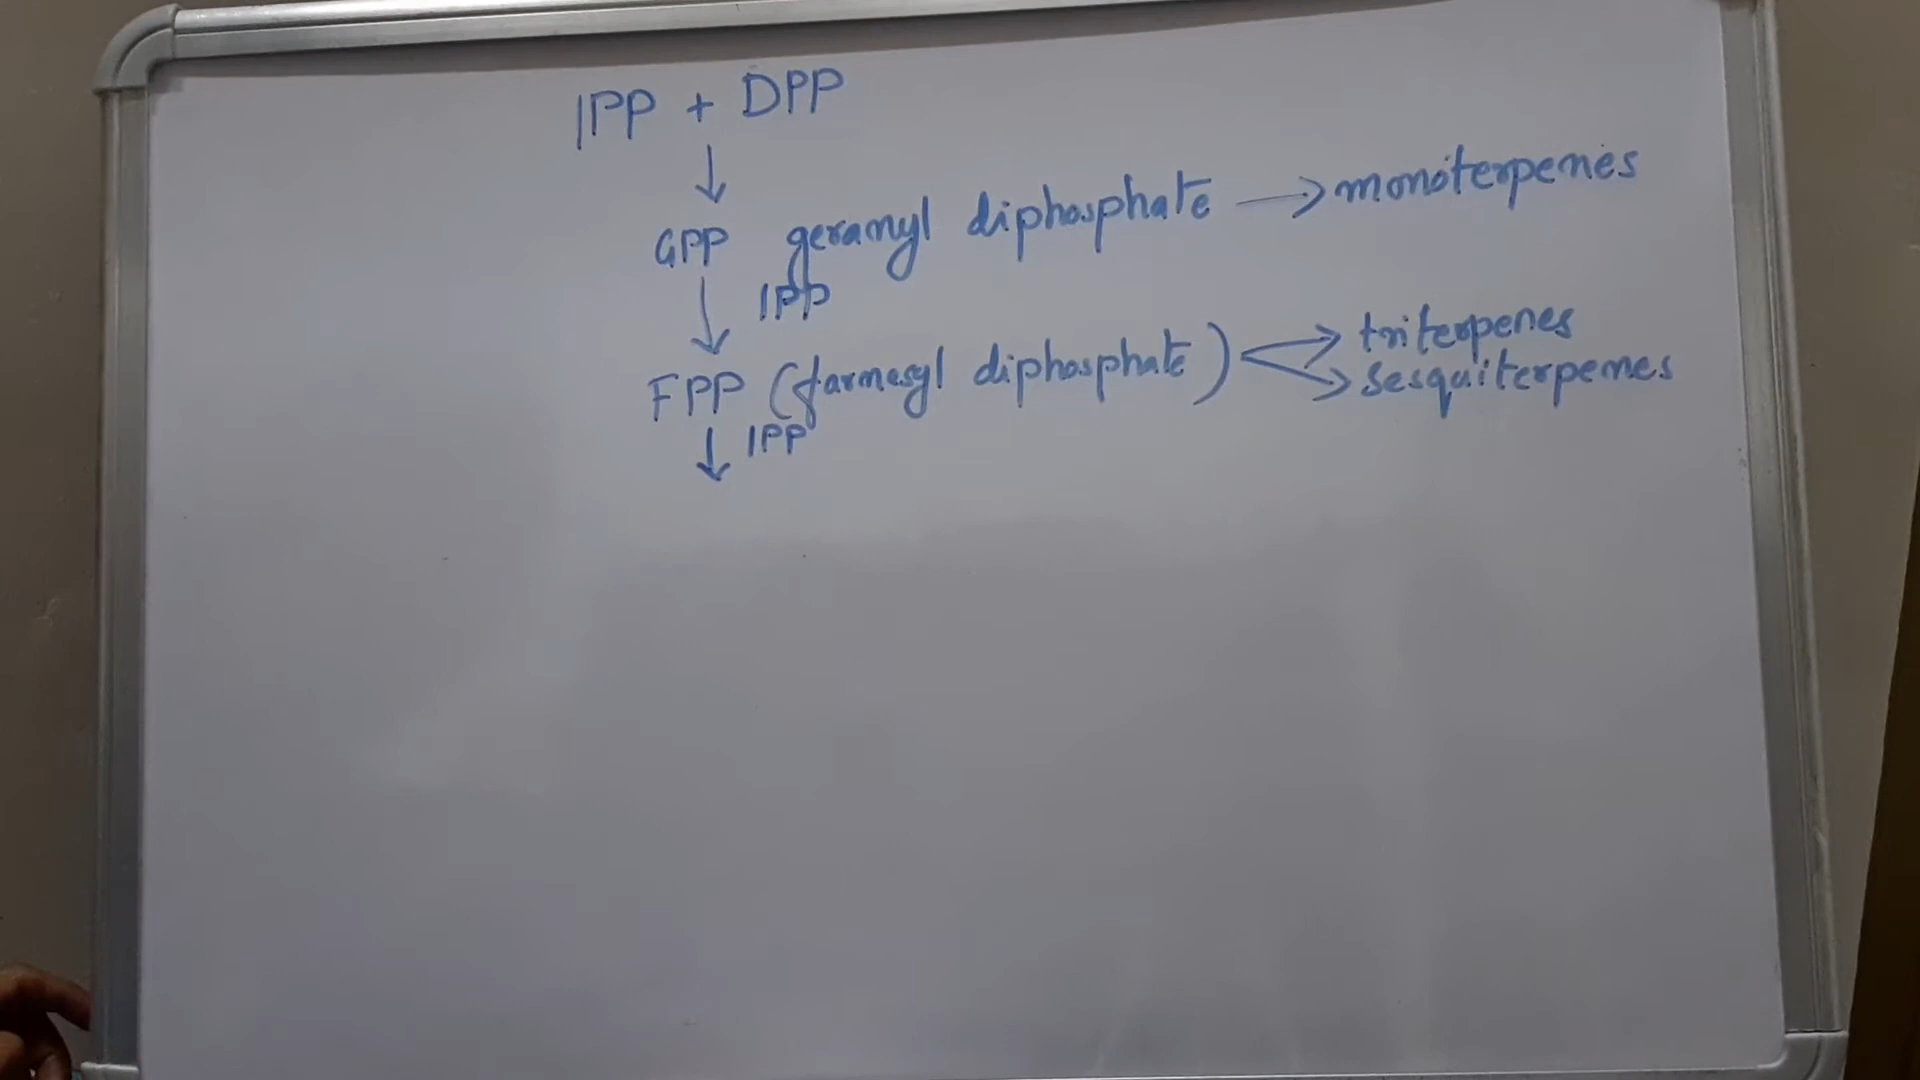 IPP + DPP
GPP geranyl diphosphate → monoterpenes
IPP
FPP (farnesyl diphosphate) → triterpenes
→ sesquiterpenes
IPP